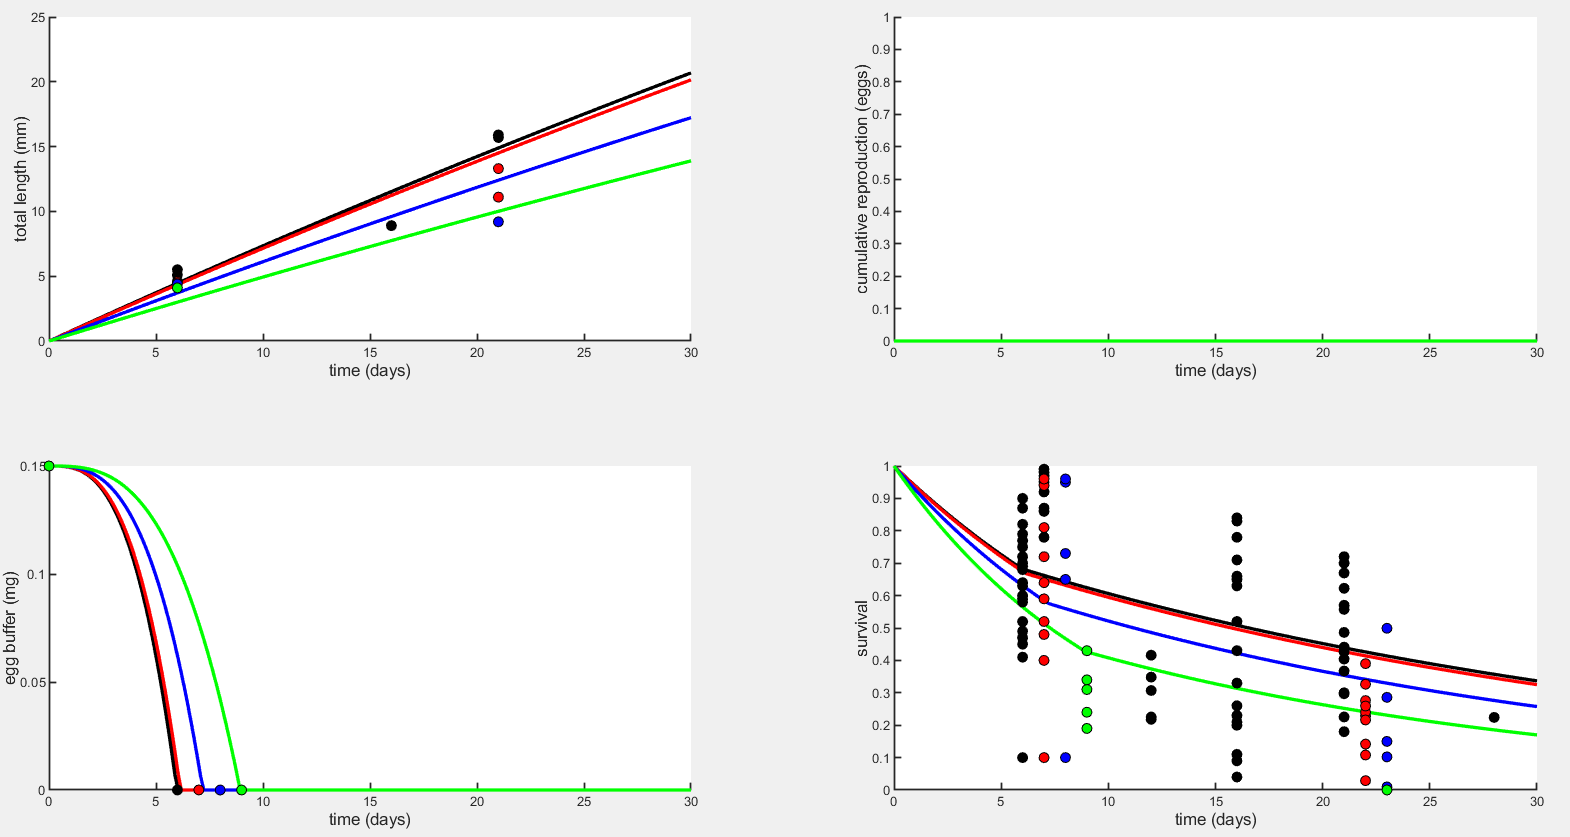 25
20
15
10
5
0
total length (mm)
0 5 10 15 20 25 30
time (days)
1
0.9
0.8
0.7
0.6
0.5
0.4
0.3
0.2
0.1
0
cumulative reproduction (eggs)
0 5 10 15 20 25 30
time (days)
0.15
0.1
0.05
0
egg buffer (mg)
0 5 10 15 20 25 30
time (days)
1
0.9
0.8
0.7
0.6
0.5
0.4
0.3
0.2
0.1
0
survival
0 5 10 15 20 25 30
time (days)